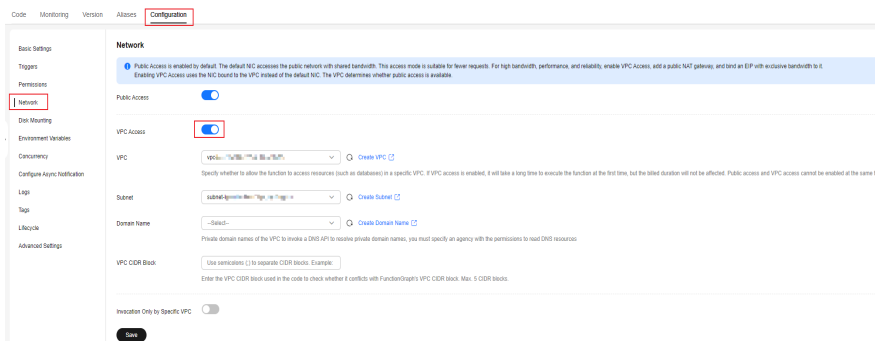 Code Monitoring Version Aliases Configuration
Basic Settings
Triggers
Permissions
Network
Disk Mounting
Environment Variables
Concurrency
Configure Async Notification
Logs
Tags
Lifecycle
Advanced Settings
Network
Public Access is enabled by default. The default NIC accesses the public network with shared bandwidth. This access mode is suitable for fewer requests. For high bandwidth, performance, and reliability, enable VPC Access, add a public NAT gateway, and bind an EIP with exclusive bandwidth to it.
Enabling VPC Access uses the NIC bound to the VPC instead of the default NIC. The VPC determines whether public access is available.
Public Access
VPC Access
VPC
Create VPC
Specify whether to allow the function to access resources (such as databases) in a specific VPC. If VPC access is enabled, it will take a long time to execute the function at the first time, but the billed duration will not be affected. Public access and VPC access cannot be enabled at the same
Subnet
Create Subnet
Domain Name
--Select--
Create Domain Name
Private domain names of the VPC to invoke a DNS API to resolve private domain names, you must specify an agency with the permissions to read DNS resources
VPC CIDR Block
Use semicolons (;) to separate CIDR blocks. Example:
Enter the VPC CIDR block used in the code to check whether it conflicts with FunctionGraph's VPC CIDR block. Max. 5 CIDR blocks.
Invocation Only by Specific VPC
Save